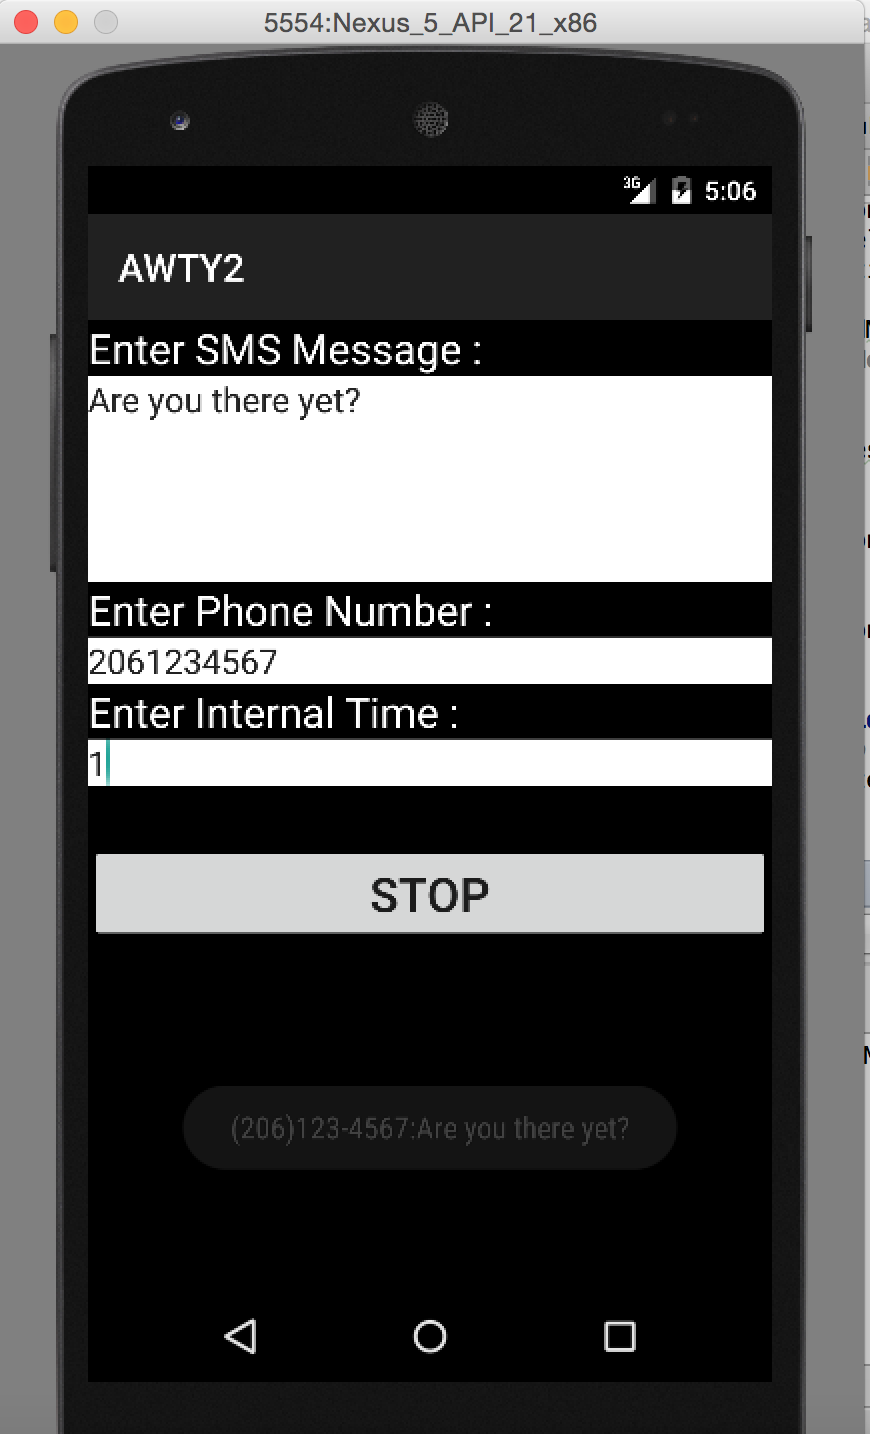 5554:Nexus_5_API_21_x86
3G 5:06
AWTY2
Enter SMS Message :
Are you there yet?
Enter Phone Number :
2061234567
Enter Internal Time :
1
STOP
(206)123-4567:Are you there yet?